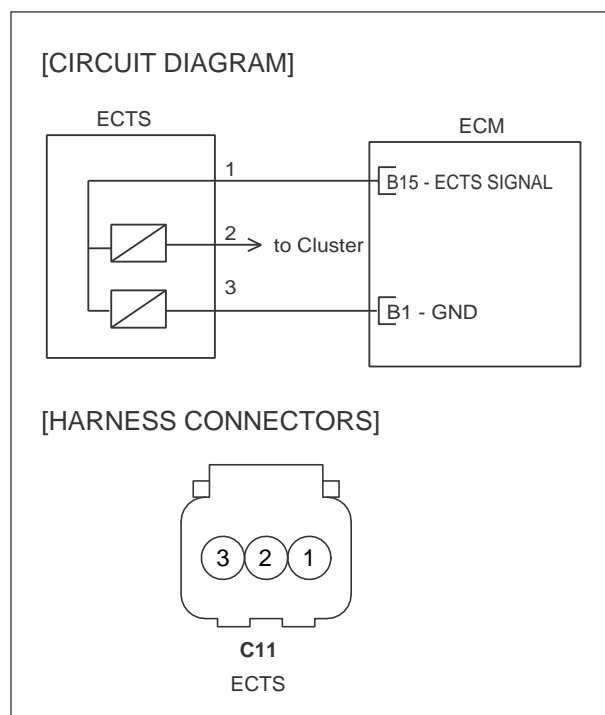 [CIRCUIT DIAGRAM]
ECTS
ECM
1
B15 - ECTS SIGNAL
2
to Cluster
3
B1 - GND
[HARNESS CONNECTORS]
3 2 1
C11
ECTS